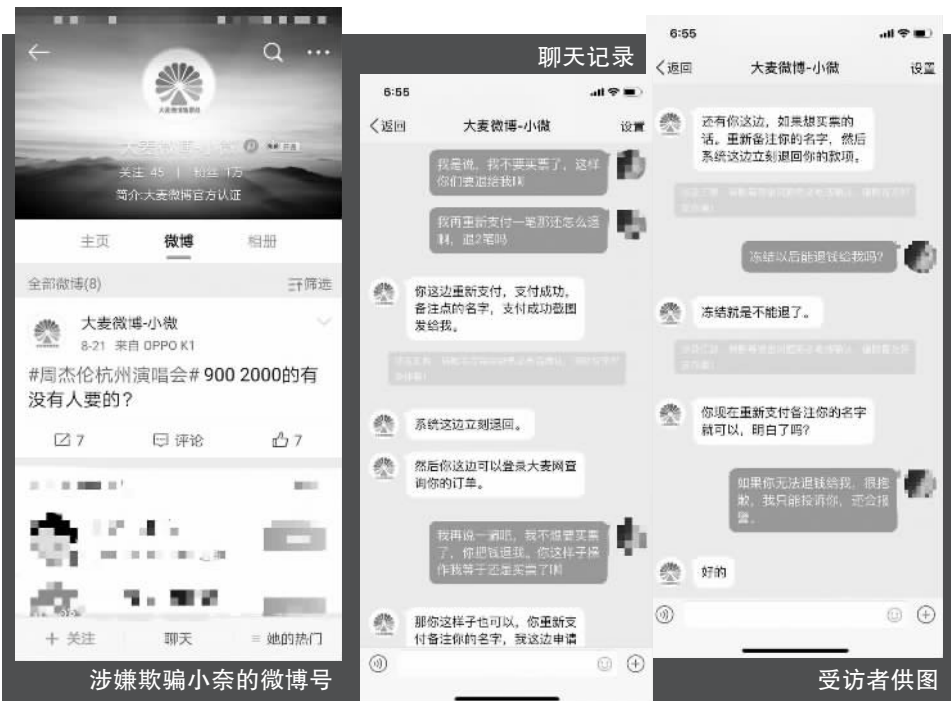 大麦微博-小微
关注 45 | 粉丝 1万
简介:大麦微博官方认证
主页 微博 相册
全部微博(8) 筛选
大麦微博-小微
8-21 来自 OPPO K1
#周杰伦杭州演唱会# 900 2000的有
没有人要的?
7 评论 7
+ 关注 聊天 她的热门
涉嫌欺骗小奈的微博号
聊天记录
6:55
返回 大麦微博-小微 设置
我是说，我不要买票了，这样
你们要退给我啊
我再重新支付一笔那还怎么退
啊，退2笔吗
你这边重新支付，支付成功，
备注点的名字，支付成功截图
发给我。
系统这边立刻退回。
然后你这边可以登录大麦网查
询你的订单。
我再说一遍吧，我不想要买票
了，你把钱退我。你这样子操
作我等于还是买票了啊
那你这样子也可以，你重新支
付备注你的名字，我这边申请
6:55
返回 大麦微博-小微 设置
还有你这边，如果想买票的
话。重新备注你的名字，然后
系统这边立刻退回你的款项。
冻结以后能退钱给我吗?
冻结就是不能退了。
你现在重新支付备注你的名字
就可以，明白了吗?
如果你无法退钱给我，很抱
歉，我只能投诉你，还会报
警。
好的
受访者供图